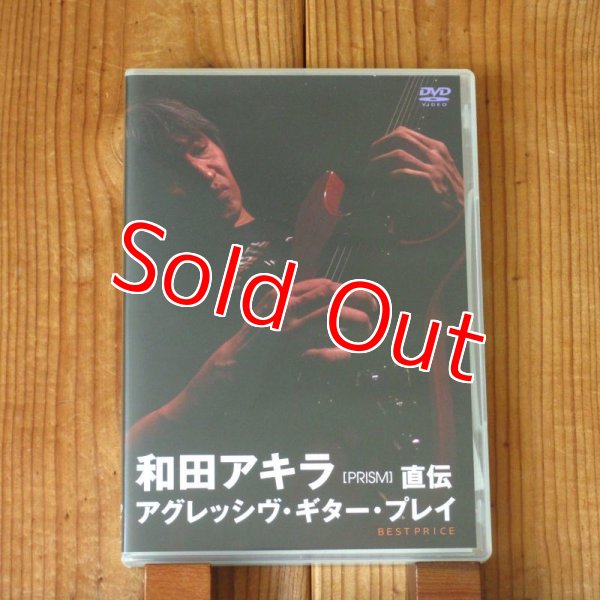 DVD
VIDEO
Sold Out
和田アキラ [PRISM] 直伝
アグレッシヴ・ギター・プレイ
BEST PRICE